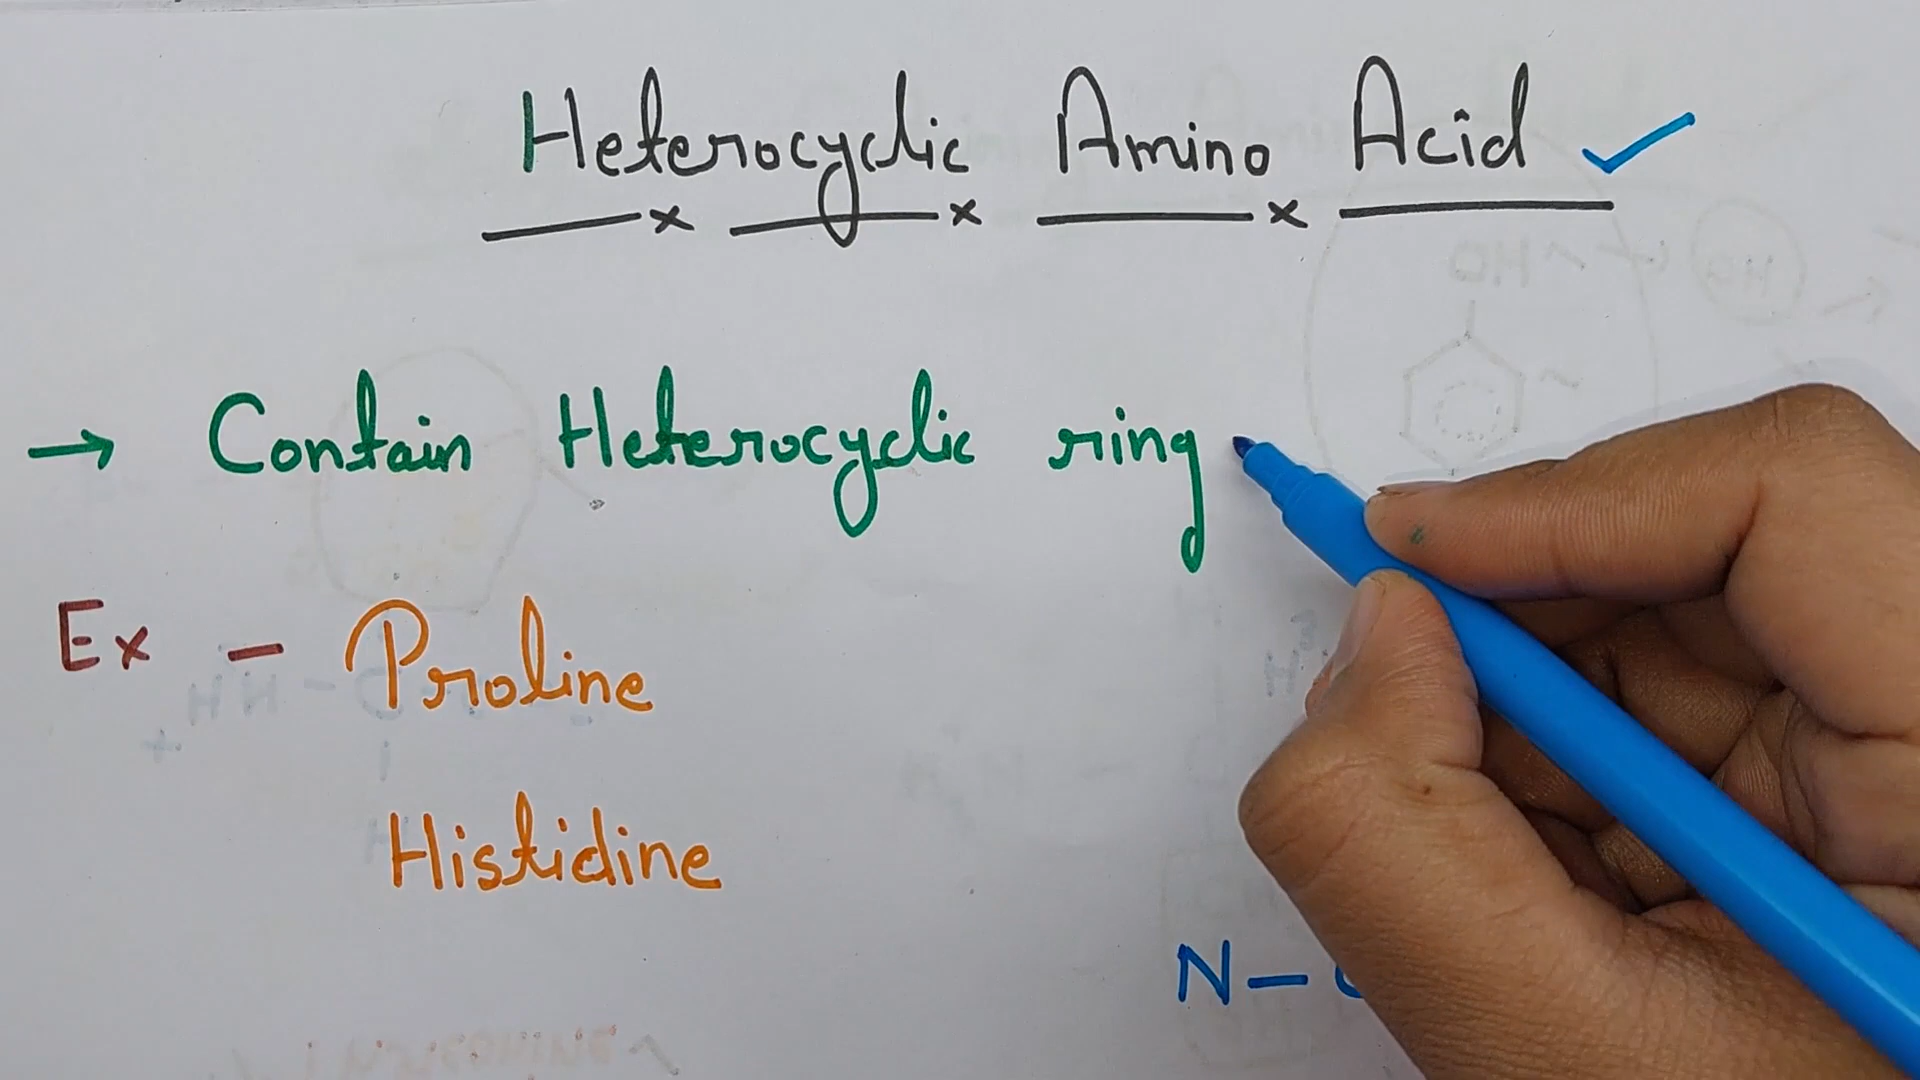 Heterocyclic Amino Acid ✓
→ Contain Heterocyclic ring
Ex - Proline
Histidine
N -